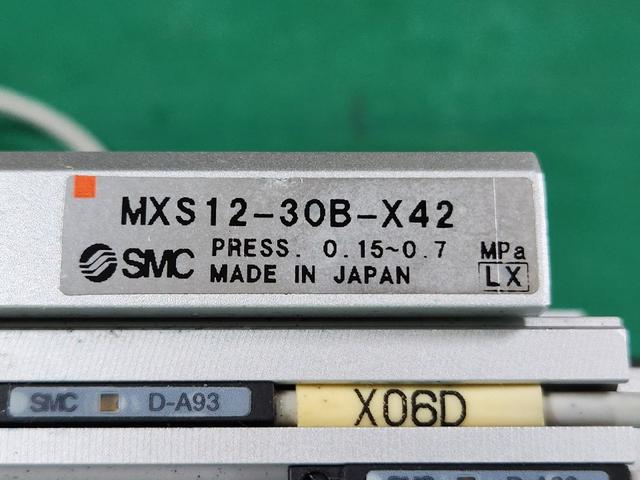 MXS12-30B-X42
SMC PRESS. 0.15~0.7 MPa
MADE IN JAPAN LX
SMC D-A93 X06D